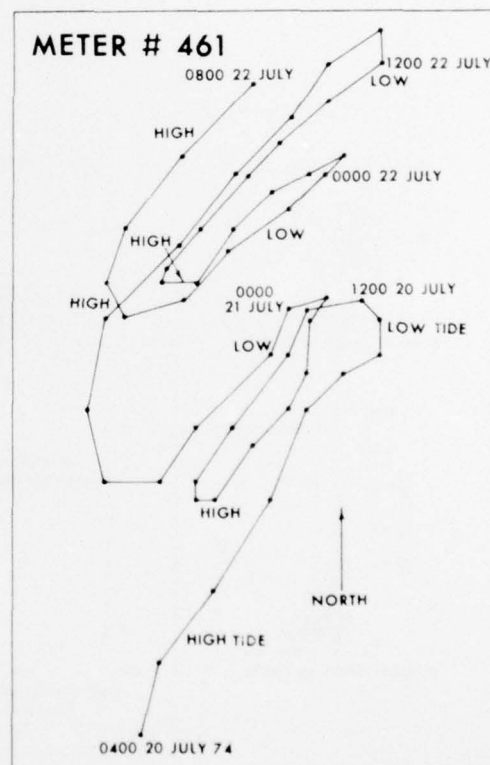 METER # 461
0800 22 JULY
1200 22 JULY
LOW
HIGH
0000 22 JULY
HIGH
LOW
HIGH
0000
21 JULY
1200 20 JULY
LOW TIDE
LOW
HIGH
NORTH
HIGH TIDE
0400 20 JULY 74